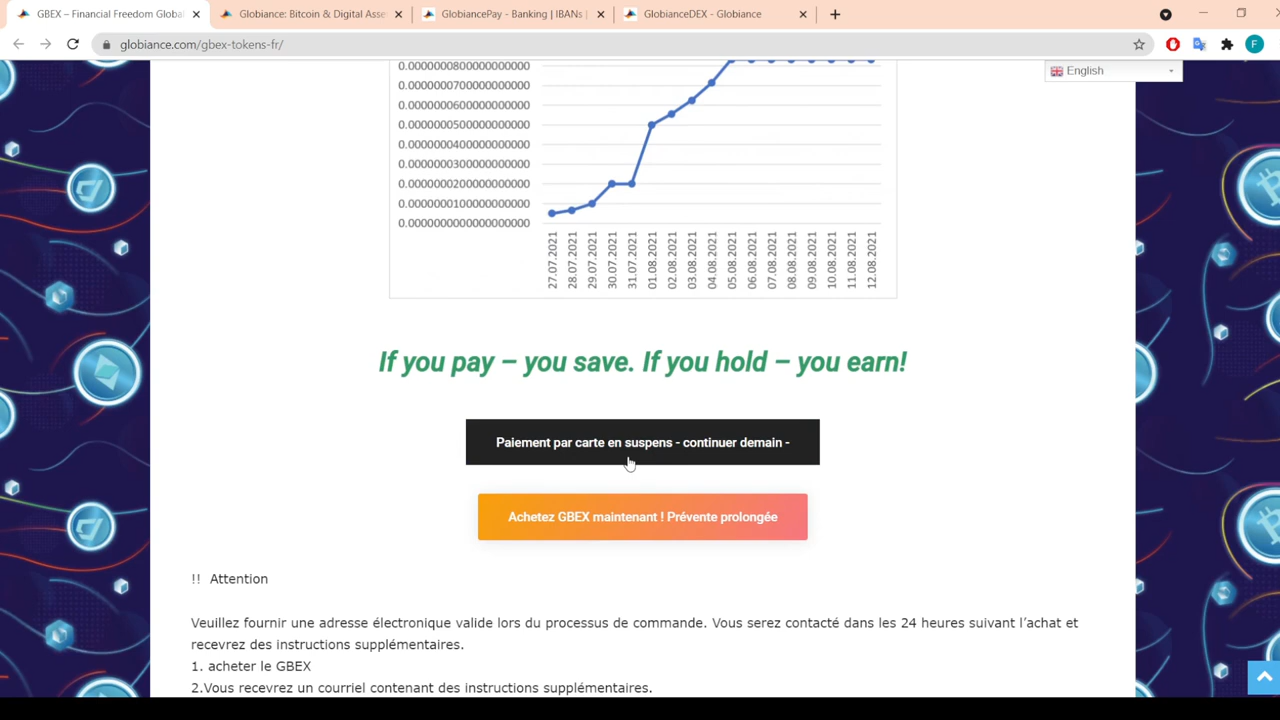 GBEX – Financial Freedom Globa
Globiance: Bitcoin & Digital Asse
GlobiancePay - Banking | IBANs |
GlobianceDEX - Globiance
globiance.com/gbex-tokens-fr/
F
English
0.0000000800000000000
0.0000000700000000000
0.0000000600000000000
0.0000000500000000000
0.0000000400000000000
0.0000000300000000000
0.0000000200000000000
0.0000000100000000000
0.0000000000000000000
27.07.2021
28.07.2021
29.07.2021
30.07.2021
31.07.2021
01.08.2021
02.08.2021
03.08.2021
04.08.2021
05.08.2021
06.08.2021
07.08.2021
08.08.2021
09.08.2021
10.08.2021
11.08.2021
12.08.2021
If you pay – you save. If you hold – you earn!
Paiement par carte en suspens - continuer demain -
Achetez GBEX maintenant ! Prévente prolongée
!! Attention
Veuillez fournir une adresse électronique valide lors du processus de commande. Vous serez contacté dans les 24 heures suivant l’achat et
recevrez des instructions supplémentaires.
1. acheter le GBEX
2.Vous recevrez un courriel contenant des instructions supplémentaires.